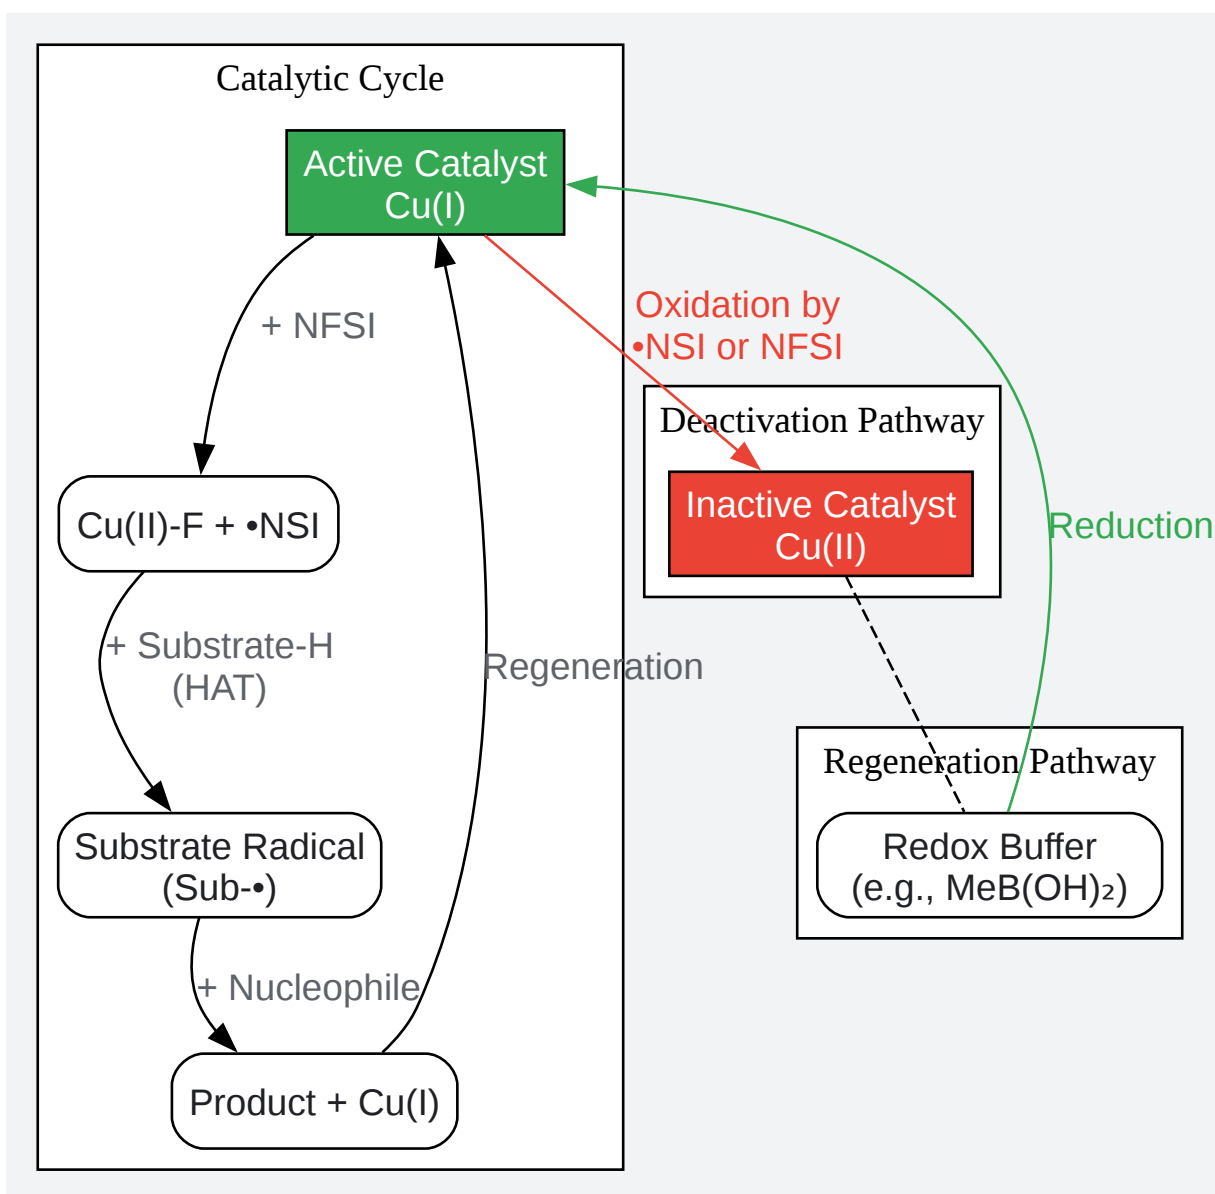 Catalytic Cycle
Active Catalyst
Cu(I)
+ NFSI
Oxidation by
•NSI or NFSI
Deactivation Pathway
Inactive Catalyst
Cu(II)
Cu(II)-F + •NSI
Reduction
+ Substrate-H
(HAT)
Regeneration
Regeneration Pathway
Substrate Radical
(Sub-•)
Redox Buffer
(e.g., MeB(OH)₂)
+ Nucleophile
Product + Cu(I)